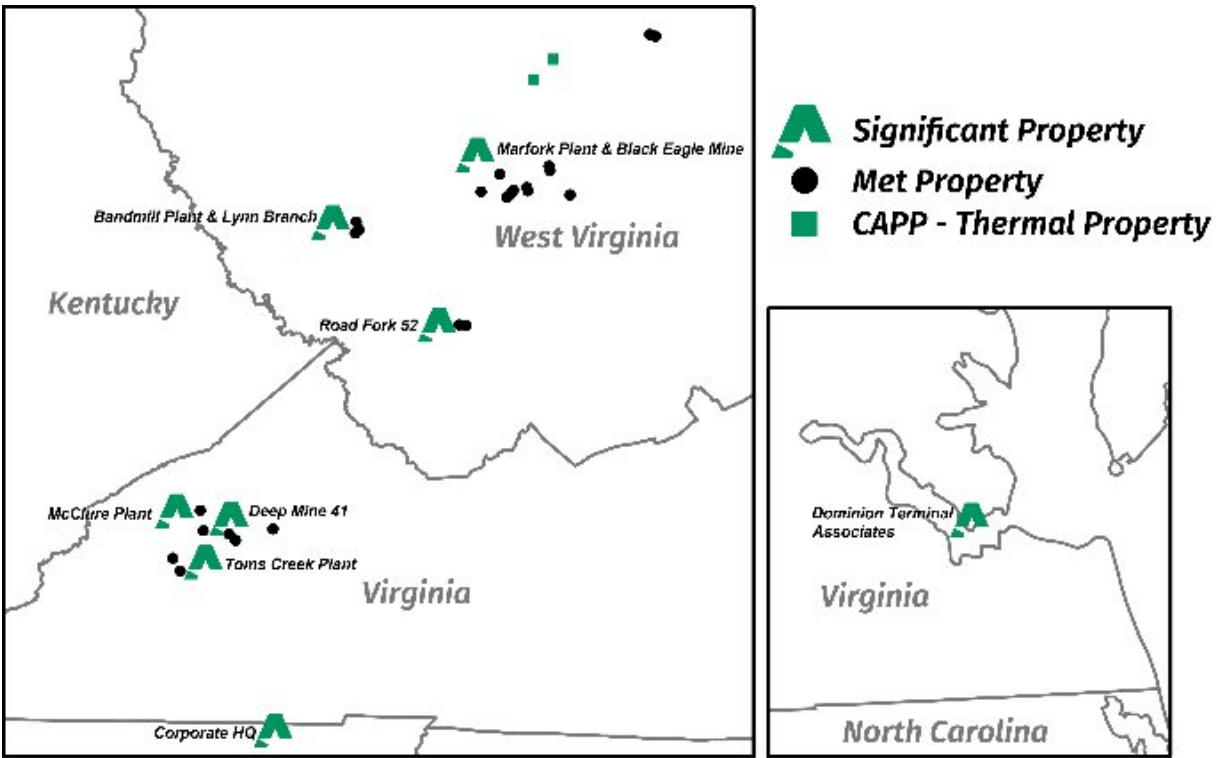 Marfork Plant & Black Eagle Mine
Bandmill Plant & Lynn Branch
West Virginia
Kentucky
Road Fork 52
McClure Plant
Deep Mine 41
Toms Creek Plant
Virginia
Corporate HQ
Significant Property
Met Property
CAPP - Thermal Property
Dominion Terminal
Associates
Virginia
North Carolina